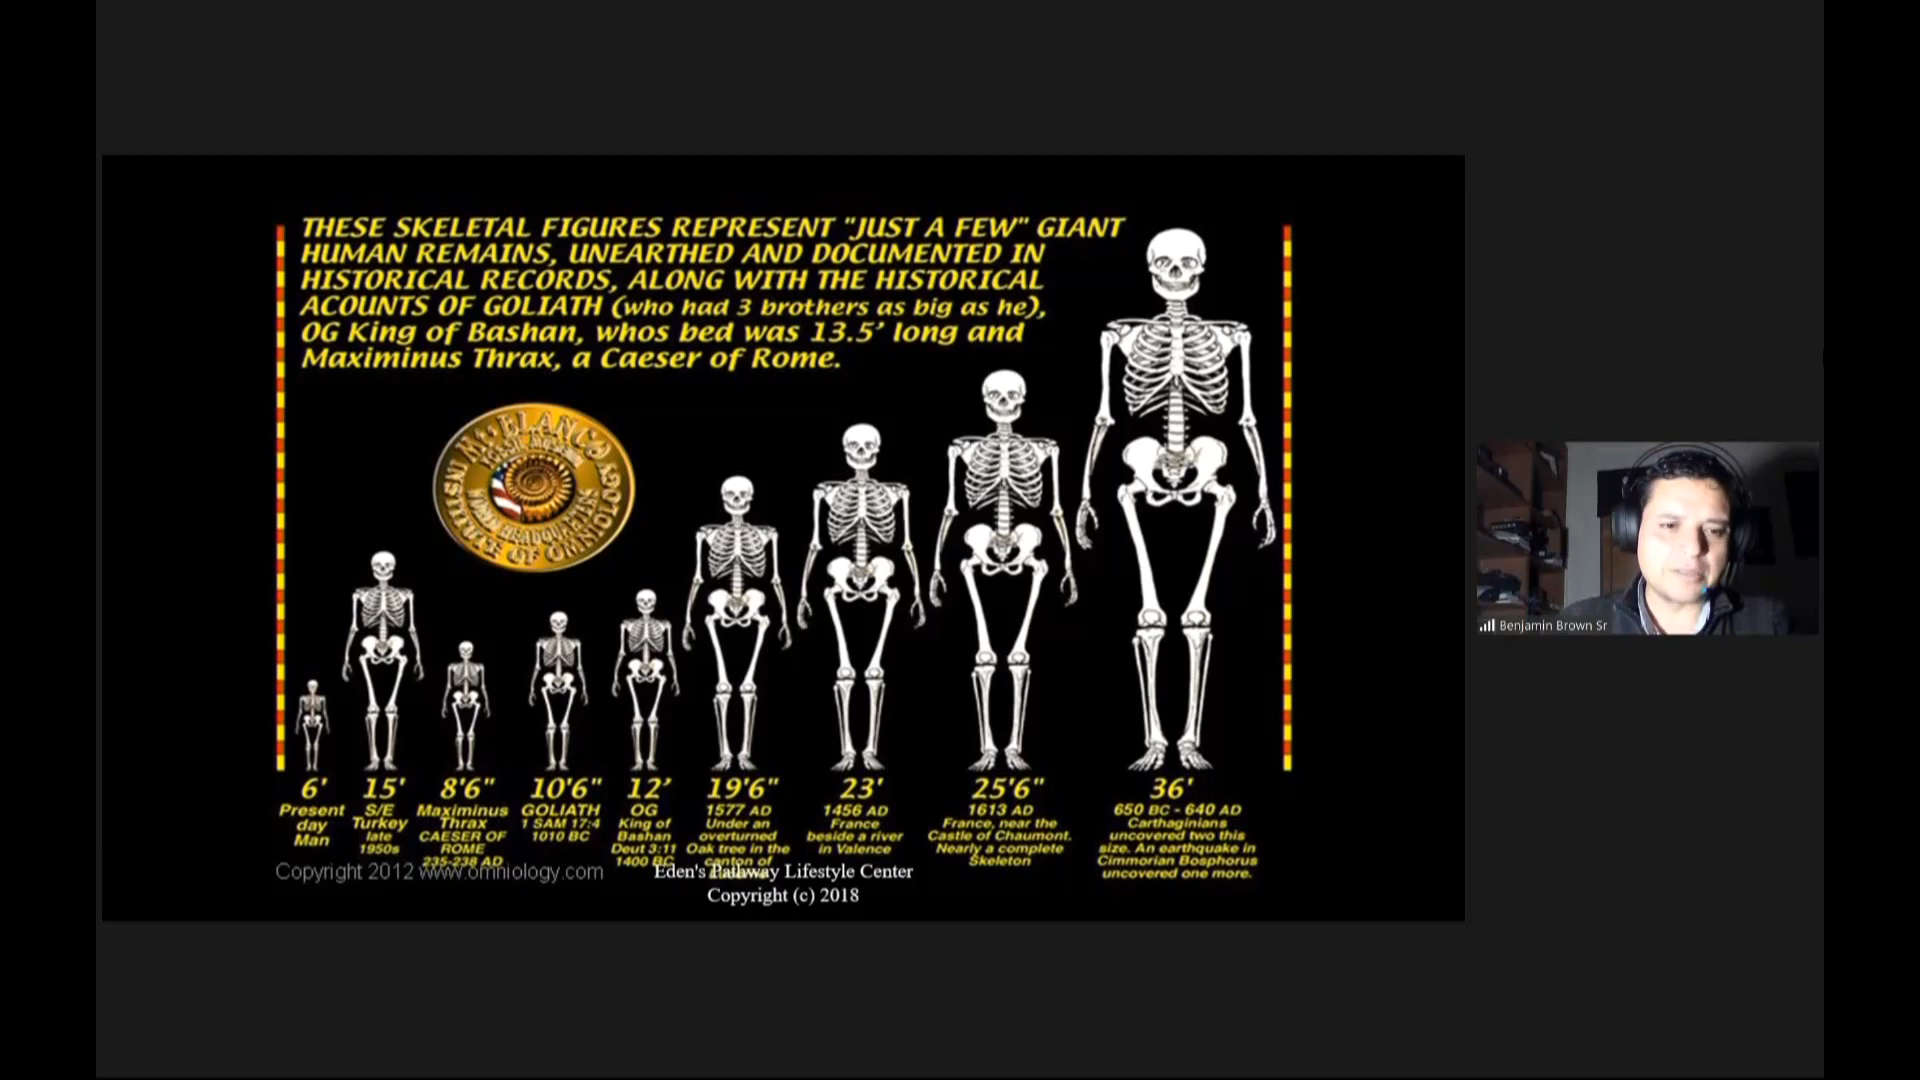 THESE SKELETAL FIGURES REPRESENT "JUST A FEW" GIANT
HUMAN REMAINS, UNEARTHED AND DOCUMENTED IN
HISTORICAL RECORDS, ALONG WITH THE HISTORICAL
ACOUNTS OF GOLIATH (who had 3 brothers as big as he),
OG King of Bashan, whos bed was 13.5' long and
Maximinus Thrax, a Caeser of Rome.
MT. BLANCO
INSTITUTE OF OMNIOLOGY
6'
Present
day
Man
15'
S/E
Turkey
late
1950s
8'6"
Maximinus
Thrax
CAESER OF
ROME
235-238 AD
10'6"
GOLIATH
1 SAM 17:4
1010 BC
12'
OG
King of
Bashan
Deut 3:11
1400 BC
19'6"
1577 AD
Under an
overturned
Oak tree in the
canton of
23'
1456 AD
France
beside a river
in Valence
25'6"
1613 AD
France, near the
Castle of Chaumont.
Nearly a complete
Skeleton
36'
650 BC - 640 AD
Carthaginians
uncovered two this
size. An earthquake in
Cimmorian Bosphorus
uncovered one more.
Copyright 2012 www.omniology.com
Eden's Pathway Lifestyle Center
Copyright (c) 2018
Benjamin Brown Sr